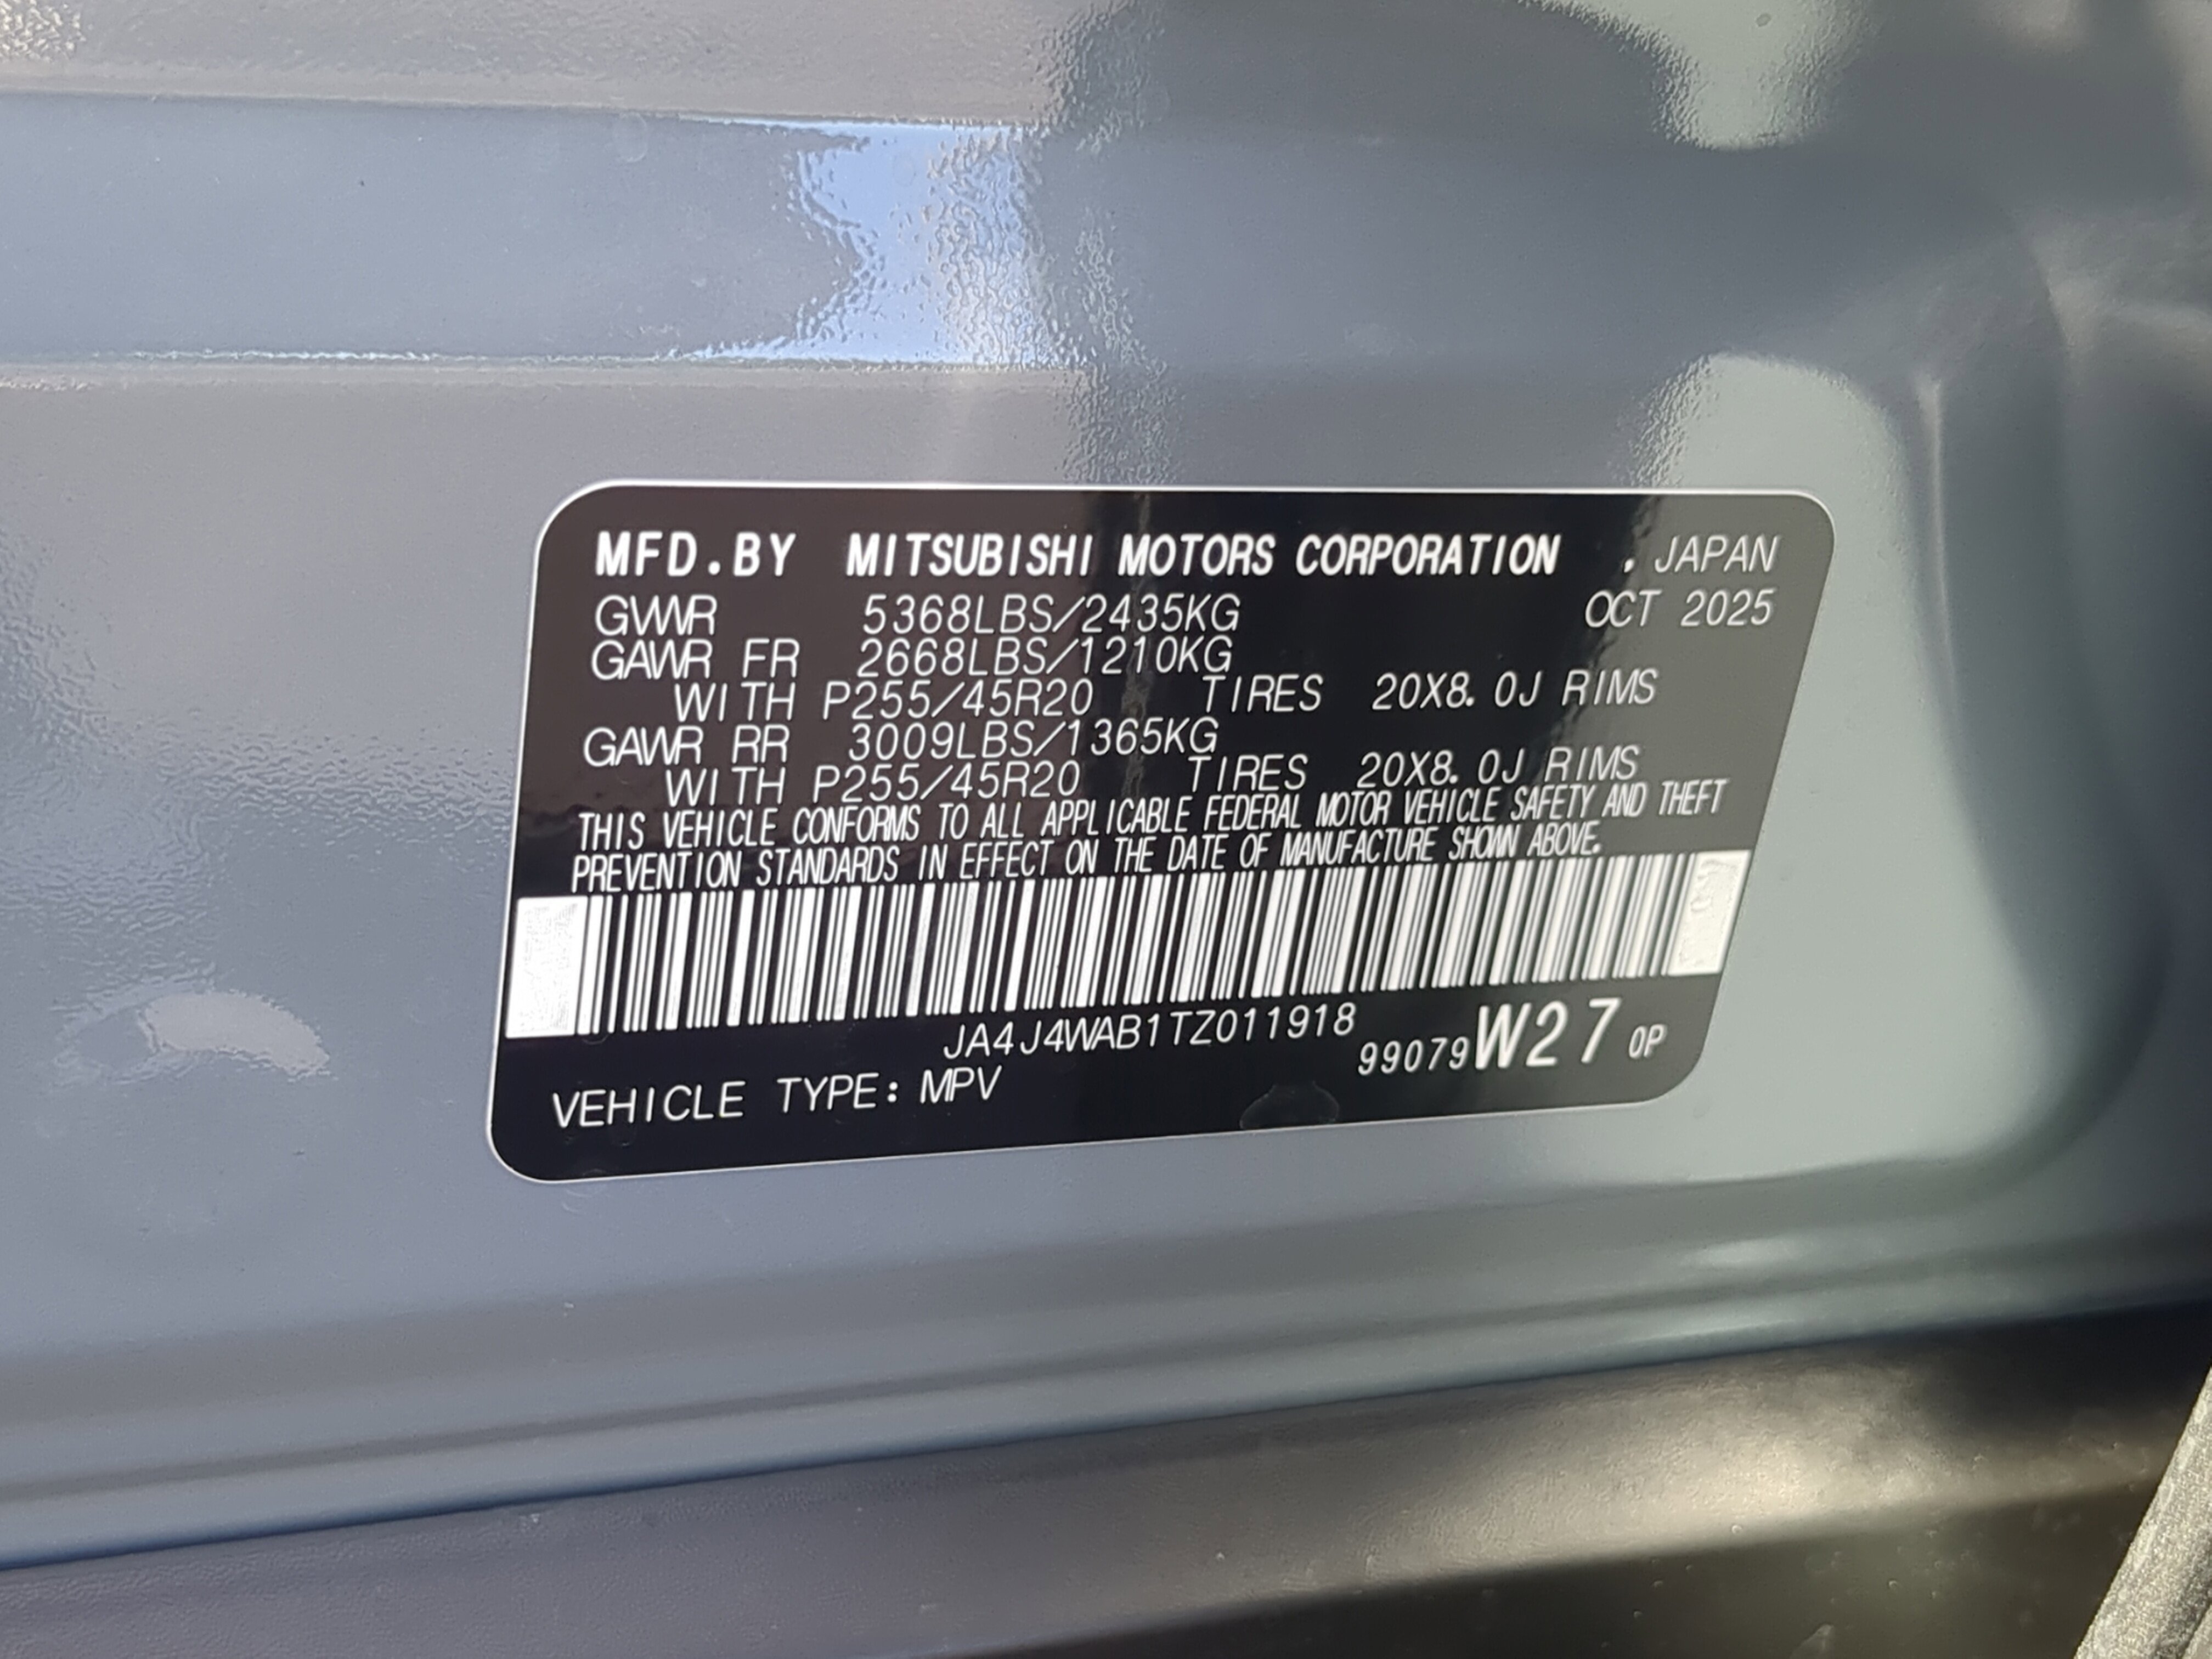 MFD.BY MITSUBISHI MOTORS CORPORATION . JAPAN
GVWR 5368LBS/2435KG OCT 2025
GAWR FR 2668LBS/1210KG
WITH P255/45R20 TIRES 20X8.0J RIMS
GAWR RR 3009LBS/1365KG
WITH P255/45R20 TIRES 20X8.0J RIMS
THIS VEHICLE CONFORMS TO ALL APPLICABLE FEDERAL MOTOR VEHICLE SAFETY AND THEFT
PREVENTION STANDARDS IN EFFECT ON THE DATE OF MANUFACTURE SHOWN ABOVE.
JA4J4WAB1TZ011918
99079W27 0P
VEHICLE TYPE: MPV